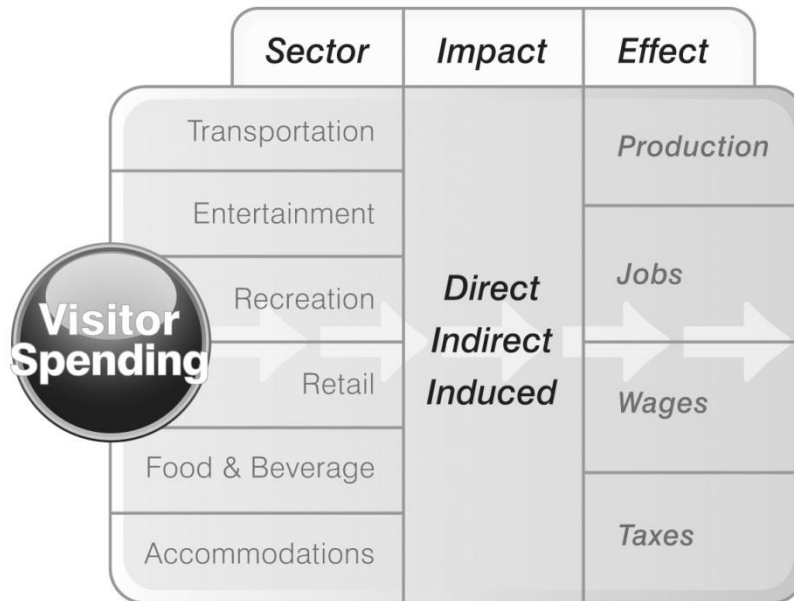 Sector
Impact
Effect
Visitor
Spending
Transportation
Entertainment
Recreation
Retail
Food & Beverage
Accommodations
Direct
Indirect
Induced
Production
Jobs
Wages
Taxes